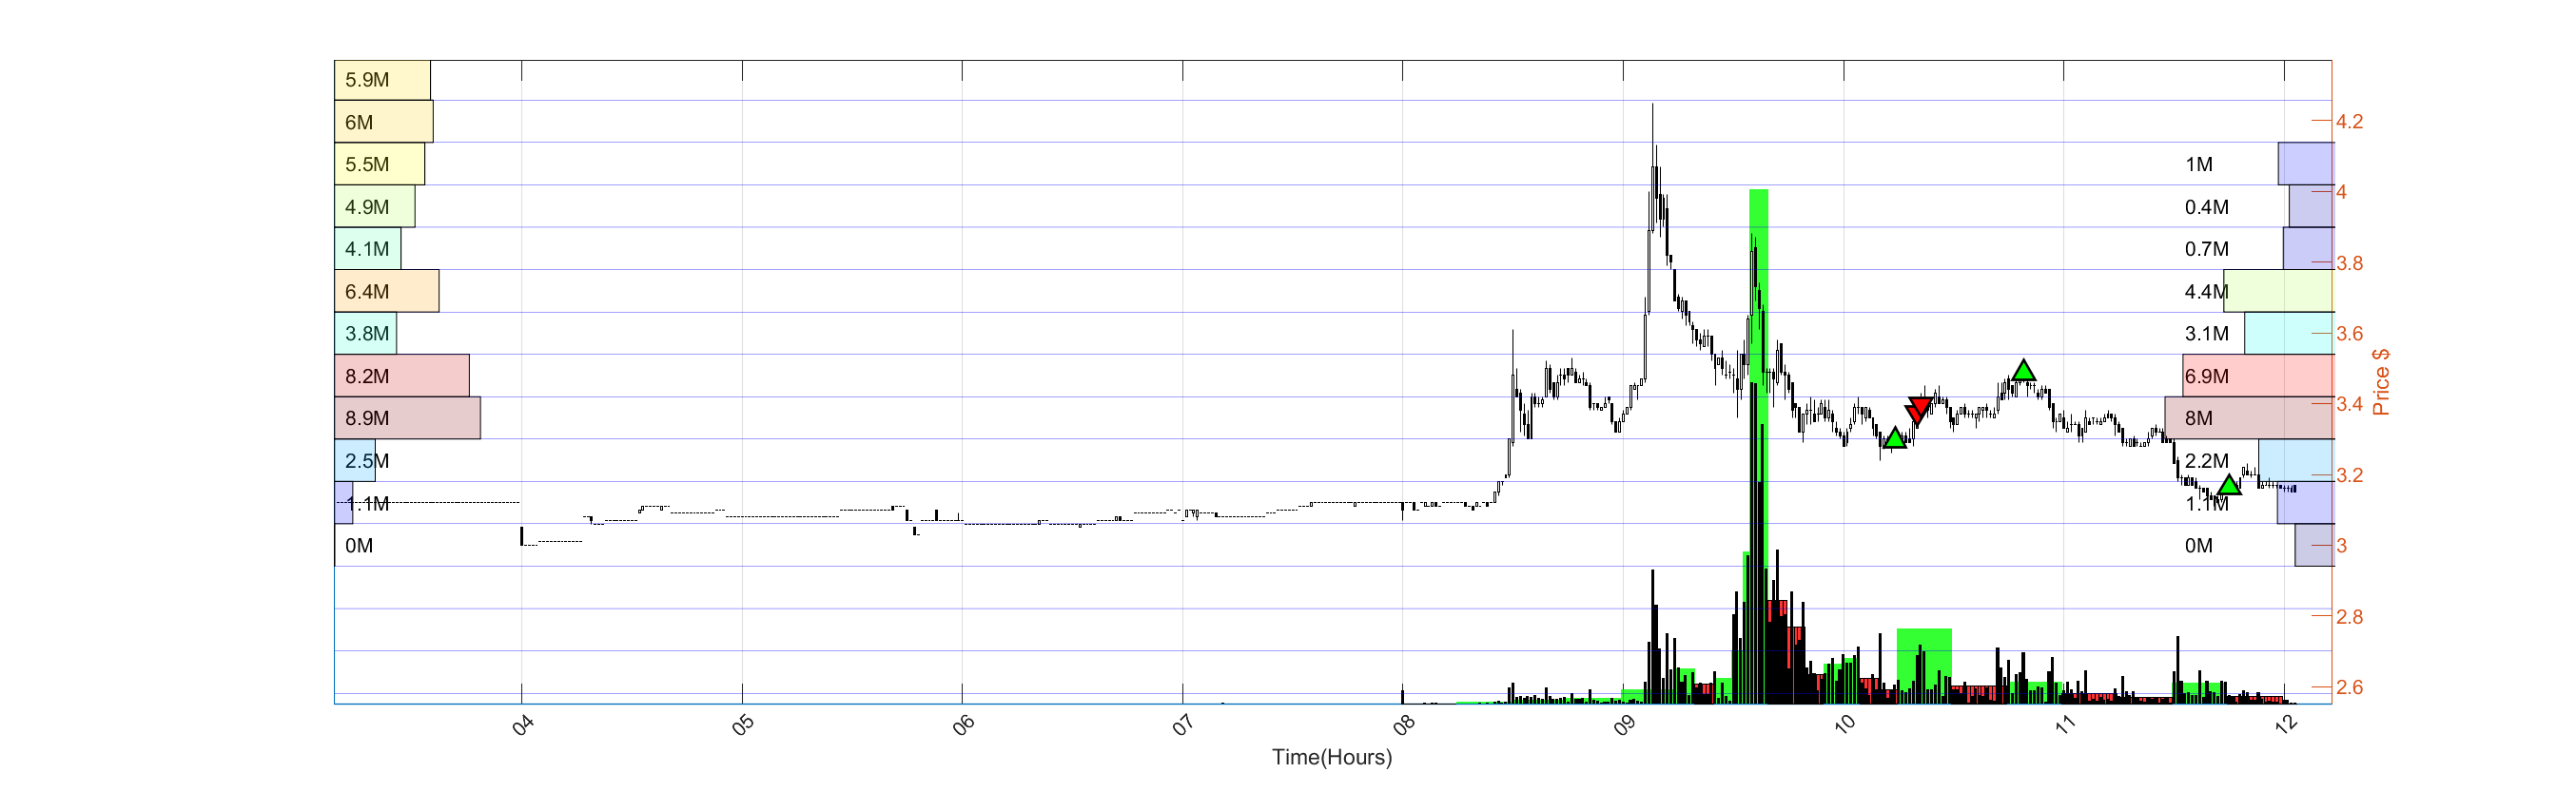 5.9M
6M
5.5M
4.9M
4.1M
6.4M
3.8M
8.2M
8.9M
2.5M
1.1M
0M
1M
0.4M
0.7M
4.4M
3.1M
6.9M
8M
2.2M
1.1M
0M
4.2
4
3.8
3.6
3.4
3.2
3
2.8
2.6
Price $
04 05 06 07 08 09 10 11 12
Time(Hours)